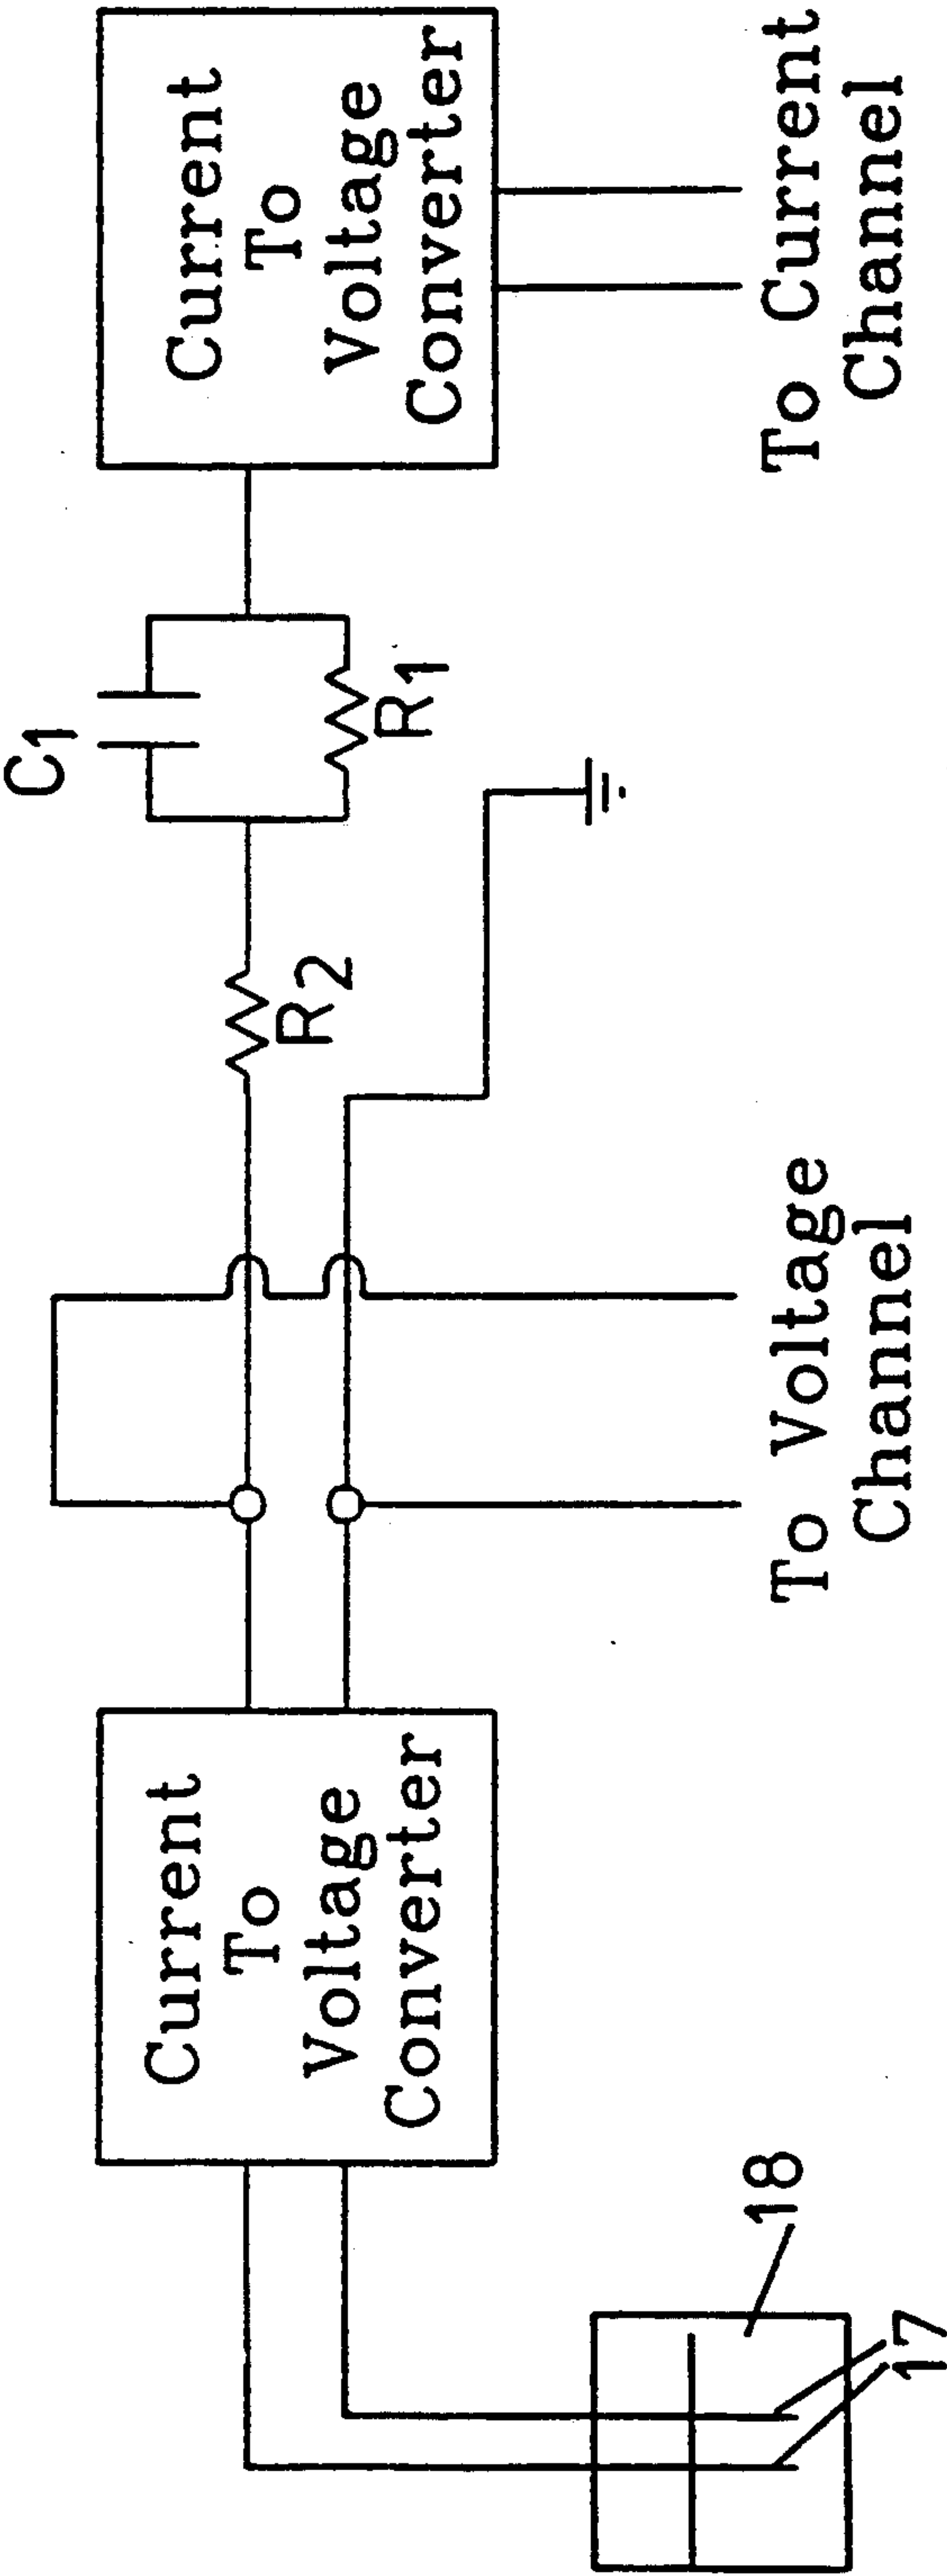 Current
To
Voltage
Converter
To Voltage
Channel
18
17
R2
C1
R1
Current
To
Voltage
Converter
To Current
Channel